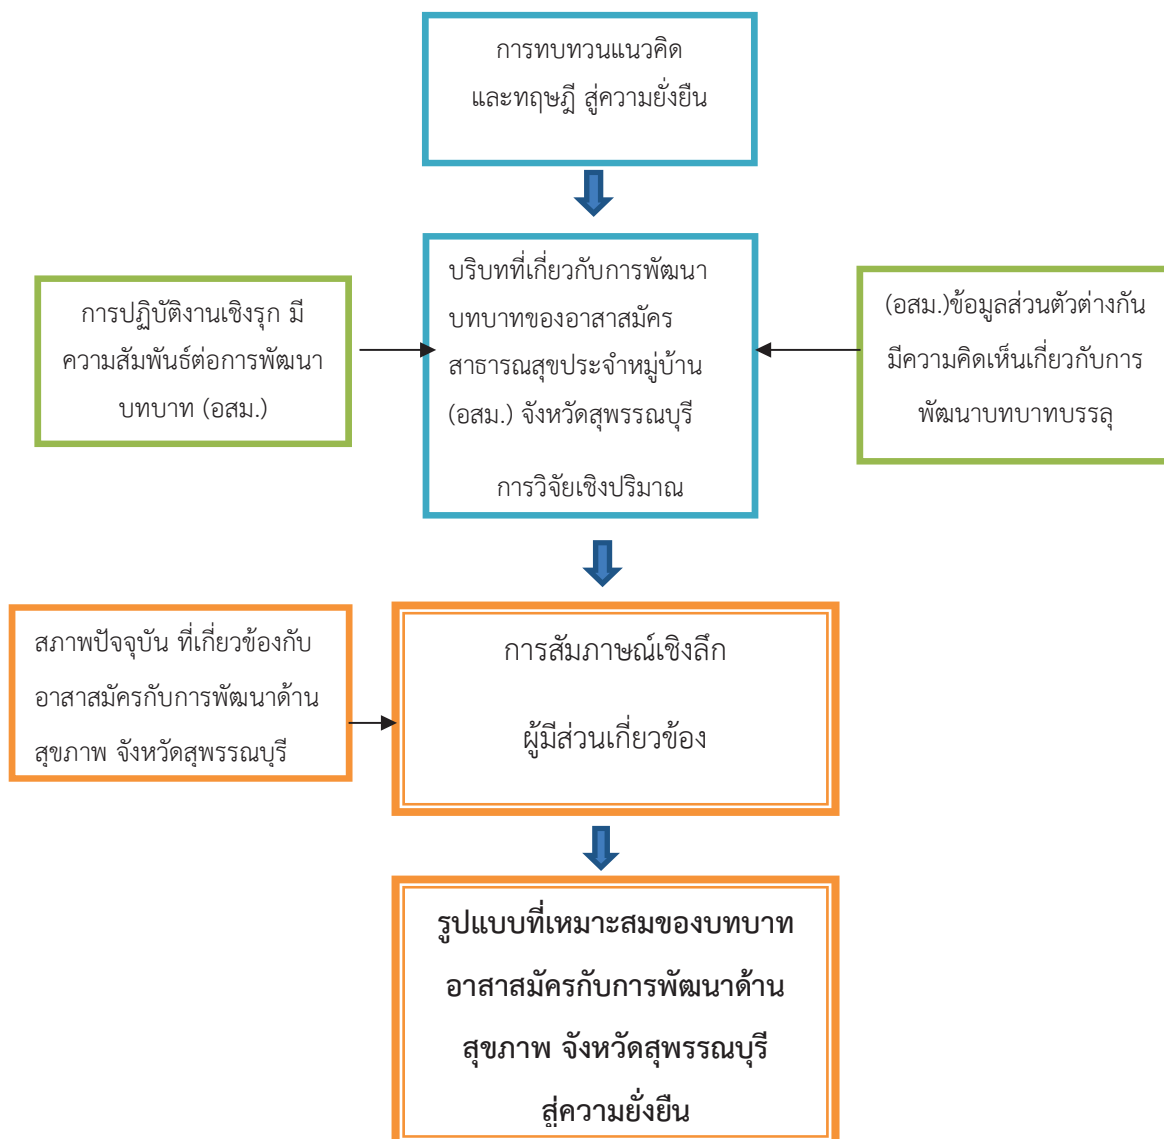 การทบทวนแนวคิด
และทฤษฎี สู่ความยั่งยืน
บริบทที่เกี่ยวกับการพัฒนา
บทบาทของอาสาสมัคร
สาธารณสุขประจำหมู่บ้าน
(อสม.) จังหวัดสุพรรณบุรี
การวิจัยเชิงปริมาณ
การปฏิบัติงานเชิงรุก มี
ความสัมพันธ์ต่อการพัฒนา
บทบาท (อสม.)
(อสม.)ข้อมูลส่วนตัวต่างกัน
มีความคิดเห็นเกี่ยวกับการ
พัฒนาบทบาทบรรลุ
สภาพปัจจุบัน ที่เกี่ยวข้องกับ
อาสาสมัครกับการพัฒนาด้าน
สุขภาพ จังหวัดสุพรรณบุรี
การสัมภาษณ์เชิงลึก
ผู้มีส่วนเกี่ยวข้อง
รูปแบบที่เหมาะสมของบทบาท
อาสาสมัครกับการพัฒนาด้าน
สุขภาพ จังหวัดสุพรรณบุรี
สู่ความยั่งยืน